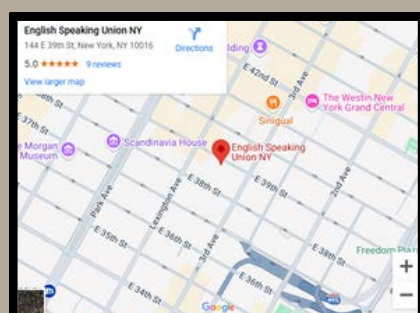 English Speaking Union NY
144 E 39th St, New York, NY 10016
Directions
5.0 ★★★★★ 9 reviews
View larger map
ilding
E 42nd St
3rd Ave
The Westin New
York Grand Central
Sinigual
E 37th St
e Morgan
Museum
Scandinavia House
English Speaking
Union NY
E 38th St
E 39th St
2nd Ave
Park Ave
Lexington Ave
E 35th St
E 36th St
3rd Ave
E 38th St
Freedom Pla
E 36th St
E 34th St
Google
495
+
−